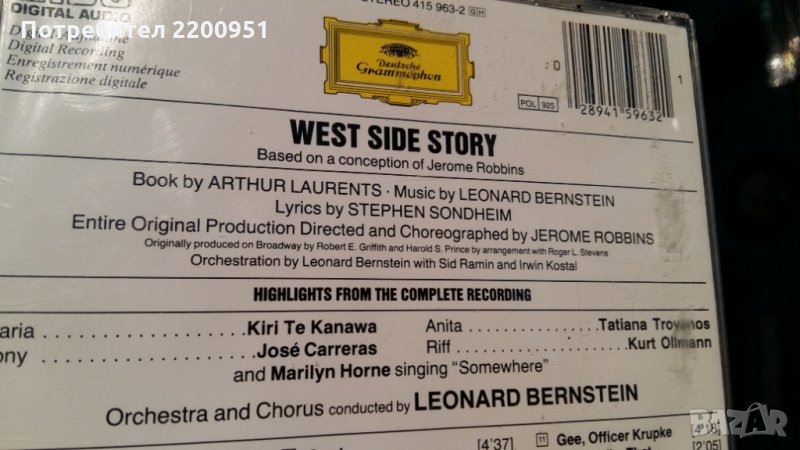 STEREO 415 963-2 GH
DIGITAL AUDIO
Потребител 2200951
Digital Recording
Enregistrement numérique
Registrazione digitale
Deutsche
Grammophon
:0
1
POL 925
28941 59632
WEST SIDE STORY
Based on a conception of Jerome Robbins
Book by ARTHUR LAURENTS · Music by LEONARD BERNSTEIN
Lyrics by STEPHEN SONDHEIM
Entire Original Production Directed and Choreographed by JEROME ROBBINS
Originally produced on Broadway by Robert E. Griffith and Harold S. Prince by arrangement with Roger L. Stevens
Orchestration by Leonard Bernstein with Sid Ramin and Irwin Kostal
HIGHLIGHTS FROM THE COMPLETE RECORDING
aria . . . . . . . . . . . . . . . . Kiri Te Kanawa Anita . . . . . . . . . . . . Tatiana Troyanos
ony . . . . . . . . . . . . . . . . José Carreras Riff . . . . . . . . . . . . . . . . Kurt Ollmann
and Marilyn Horne singing "Somewhere"
Orchestra and Chorus conducted by LEONARD BERNSTEIN
[4'37] 11 Gee, Officer Krupke [4'18]
[2'05]
BAZAR